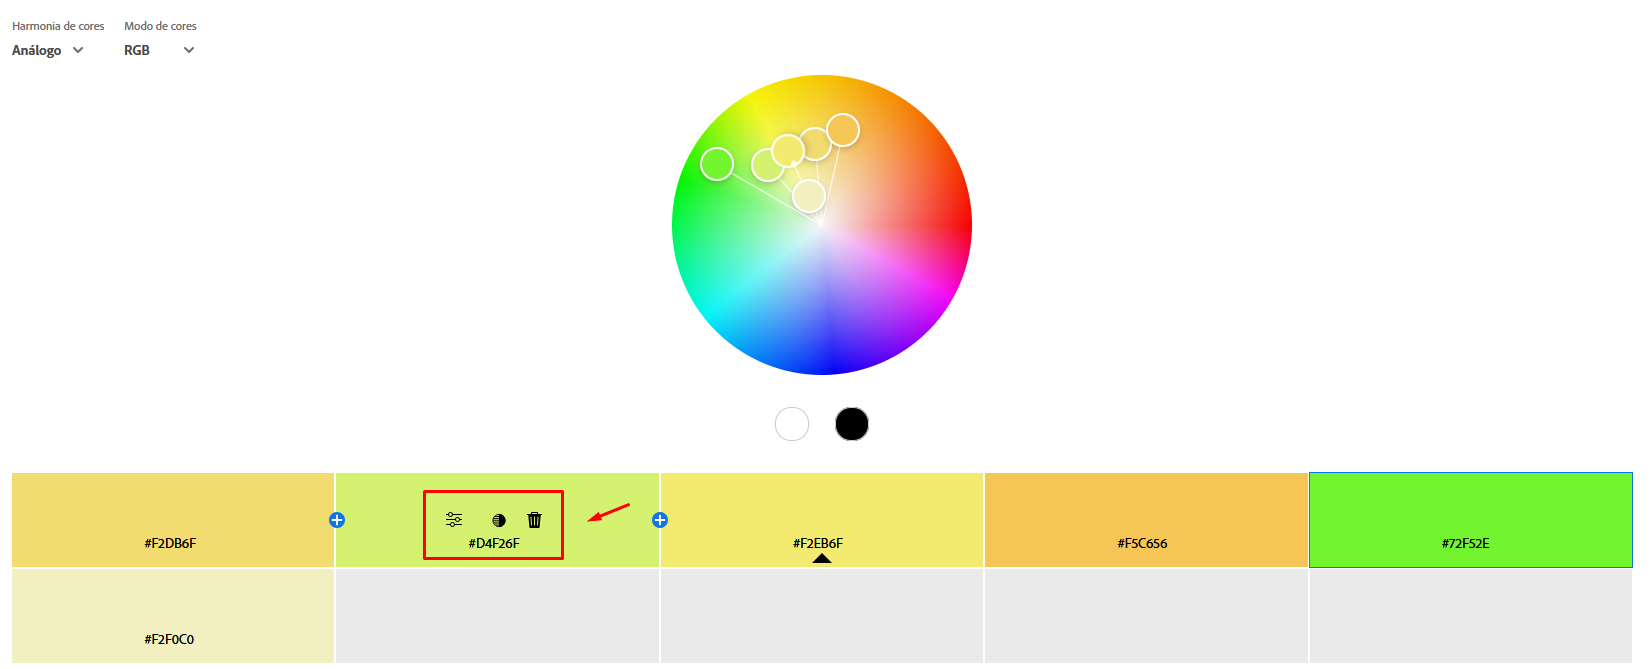 Harmonia de cores Modo de cores
Análogo RGB
#F2DB6F #D4F26F #F2EB6F #F5C656 #72F52E
#F2F0C0